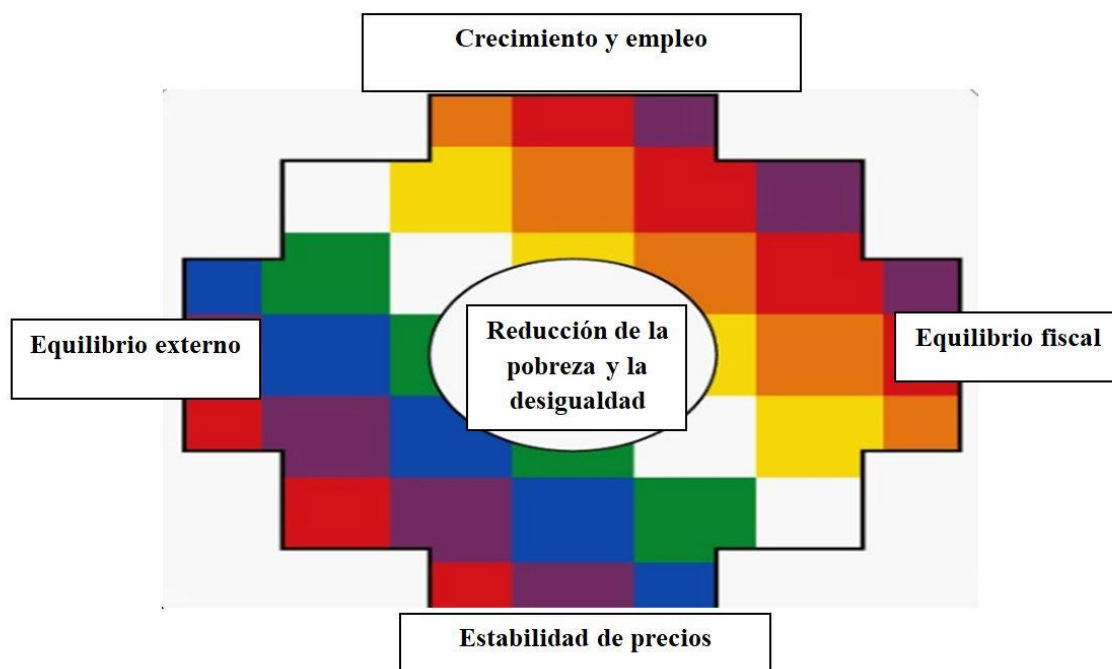 Crecimiento y empleo
Equilibrio externo
Reducción de la
pobreza y la
desigualdad
Equilibrio fiscal
Estabilidad de precios